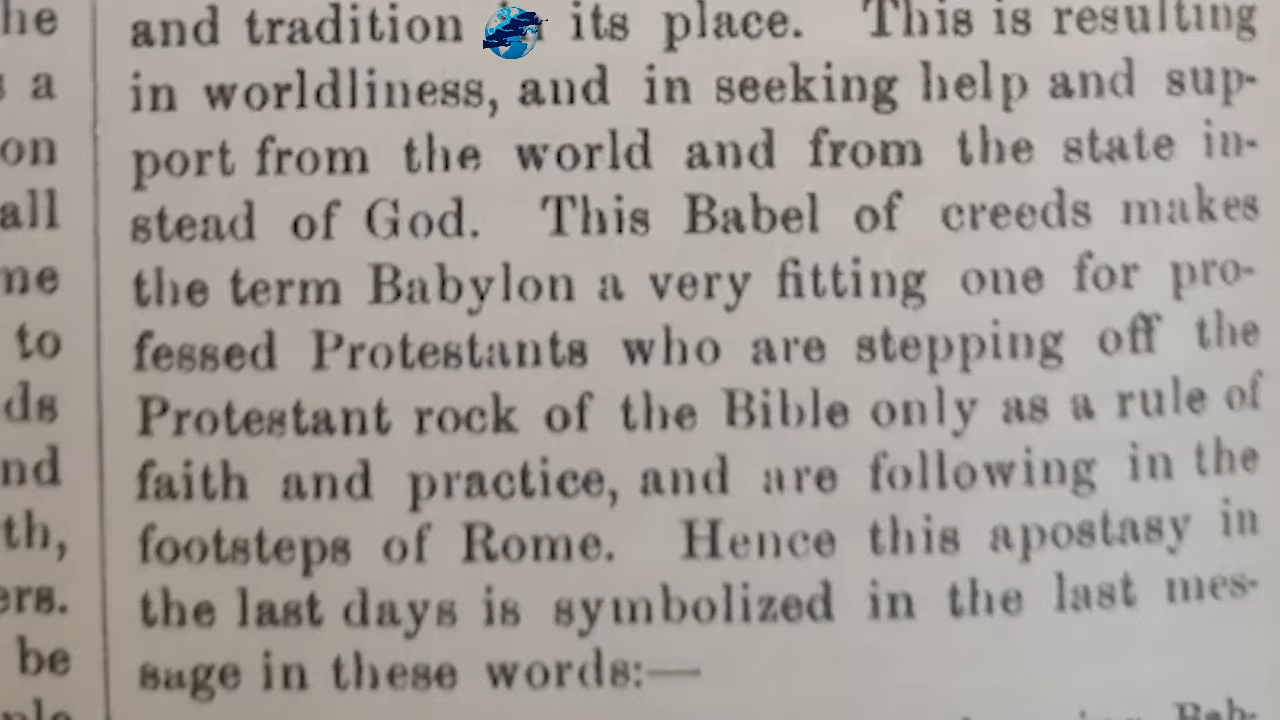 he
a
on
all
ne
to
ds
nd
th,
ers.
be
and tradition its place. This is resulting
in worldliness, and in seeking help and sup-
port from the world and from the state in-
stead of God. This Babel of creeds makes
the term Babylon a very fitting one for pro-
fessed Protestants who are stepping off the
Protestant rock of the Bible only as a rule of
faith and practice, and are following in the
footsteps of Rome. Hence this apostasy in
the last days is symbolized in the last mes-
sage in these words:—
Bab-